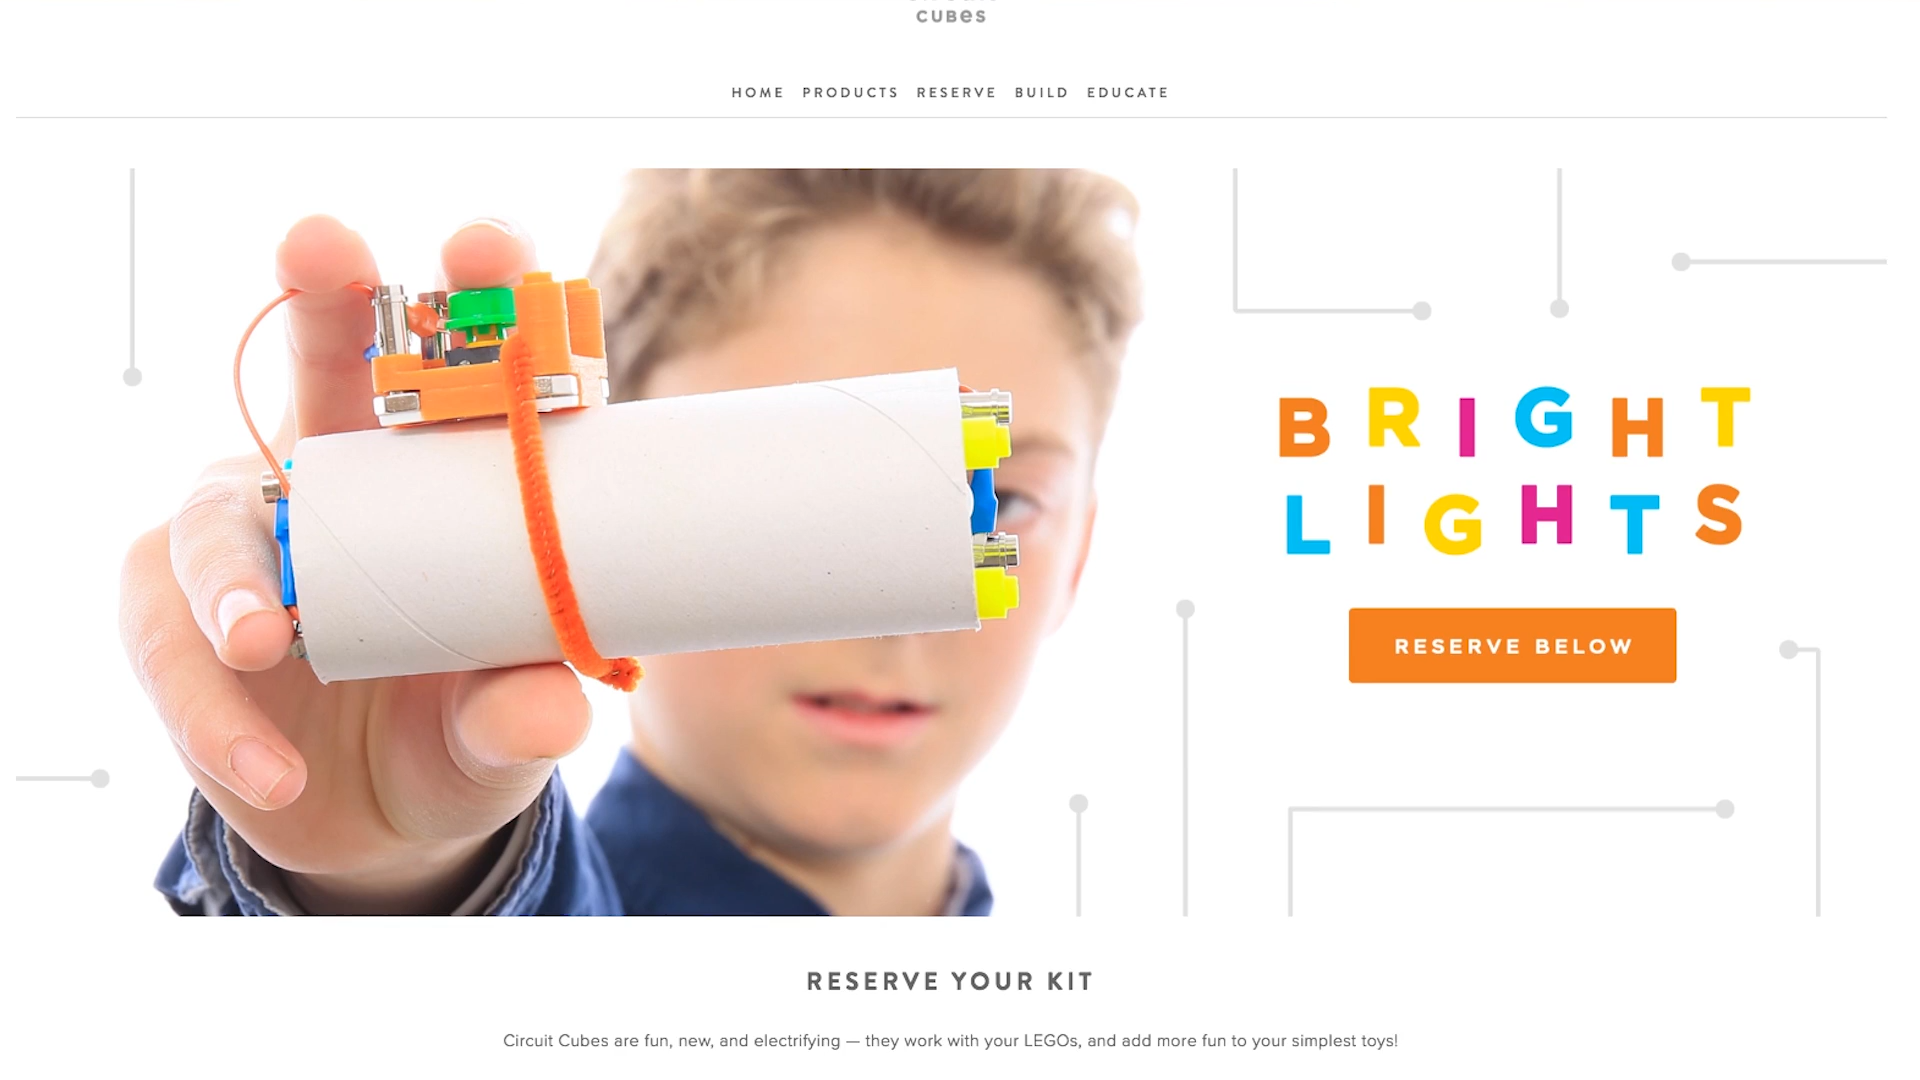 CUBES
HOME PRODUCTS RESERVE BUILD EDUCATE
BRIGHT
LIGHTS
RESERVE BELOW
RESERVE YOUR KIT
Circuit Cubes are fun, new, and electrifying — they work with your LEGOs, and add more fun to your simplest toys!